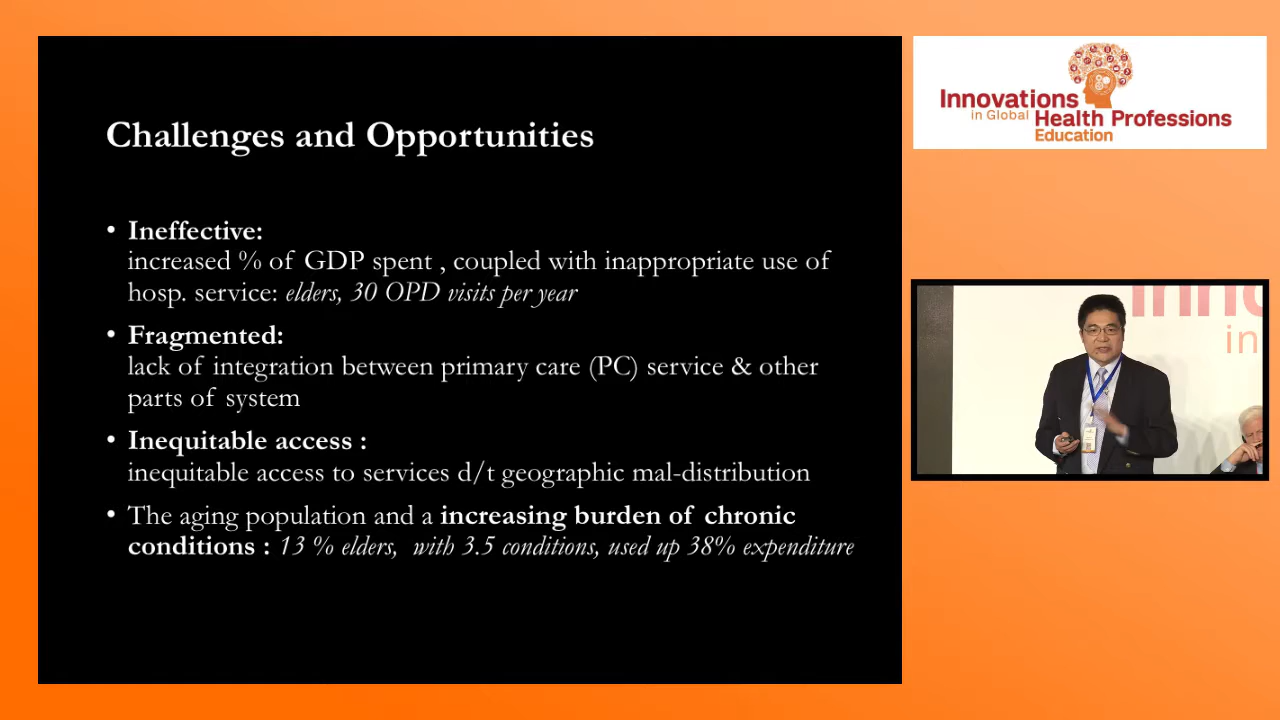 Challenges and Opportunities
• Ineffective:
increased % of GDP spent , coupled with inappropriate use of
hosp. service: elders, 30 OPD visits per year
• Fragmented:
lack of integration between primary care (PC) service & other
parts of system
• Inequitable access :
inequitable access to services d/t geographic mal-distribution
• The aging population and a increasing burden of chronic
conditions : 13 % elders, with 3.5 conditions, used up 38% expenditure
Innovations
in Global Health Professions
Education
Inno
in